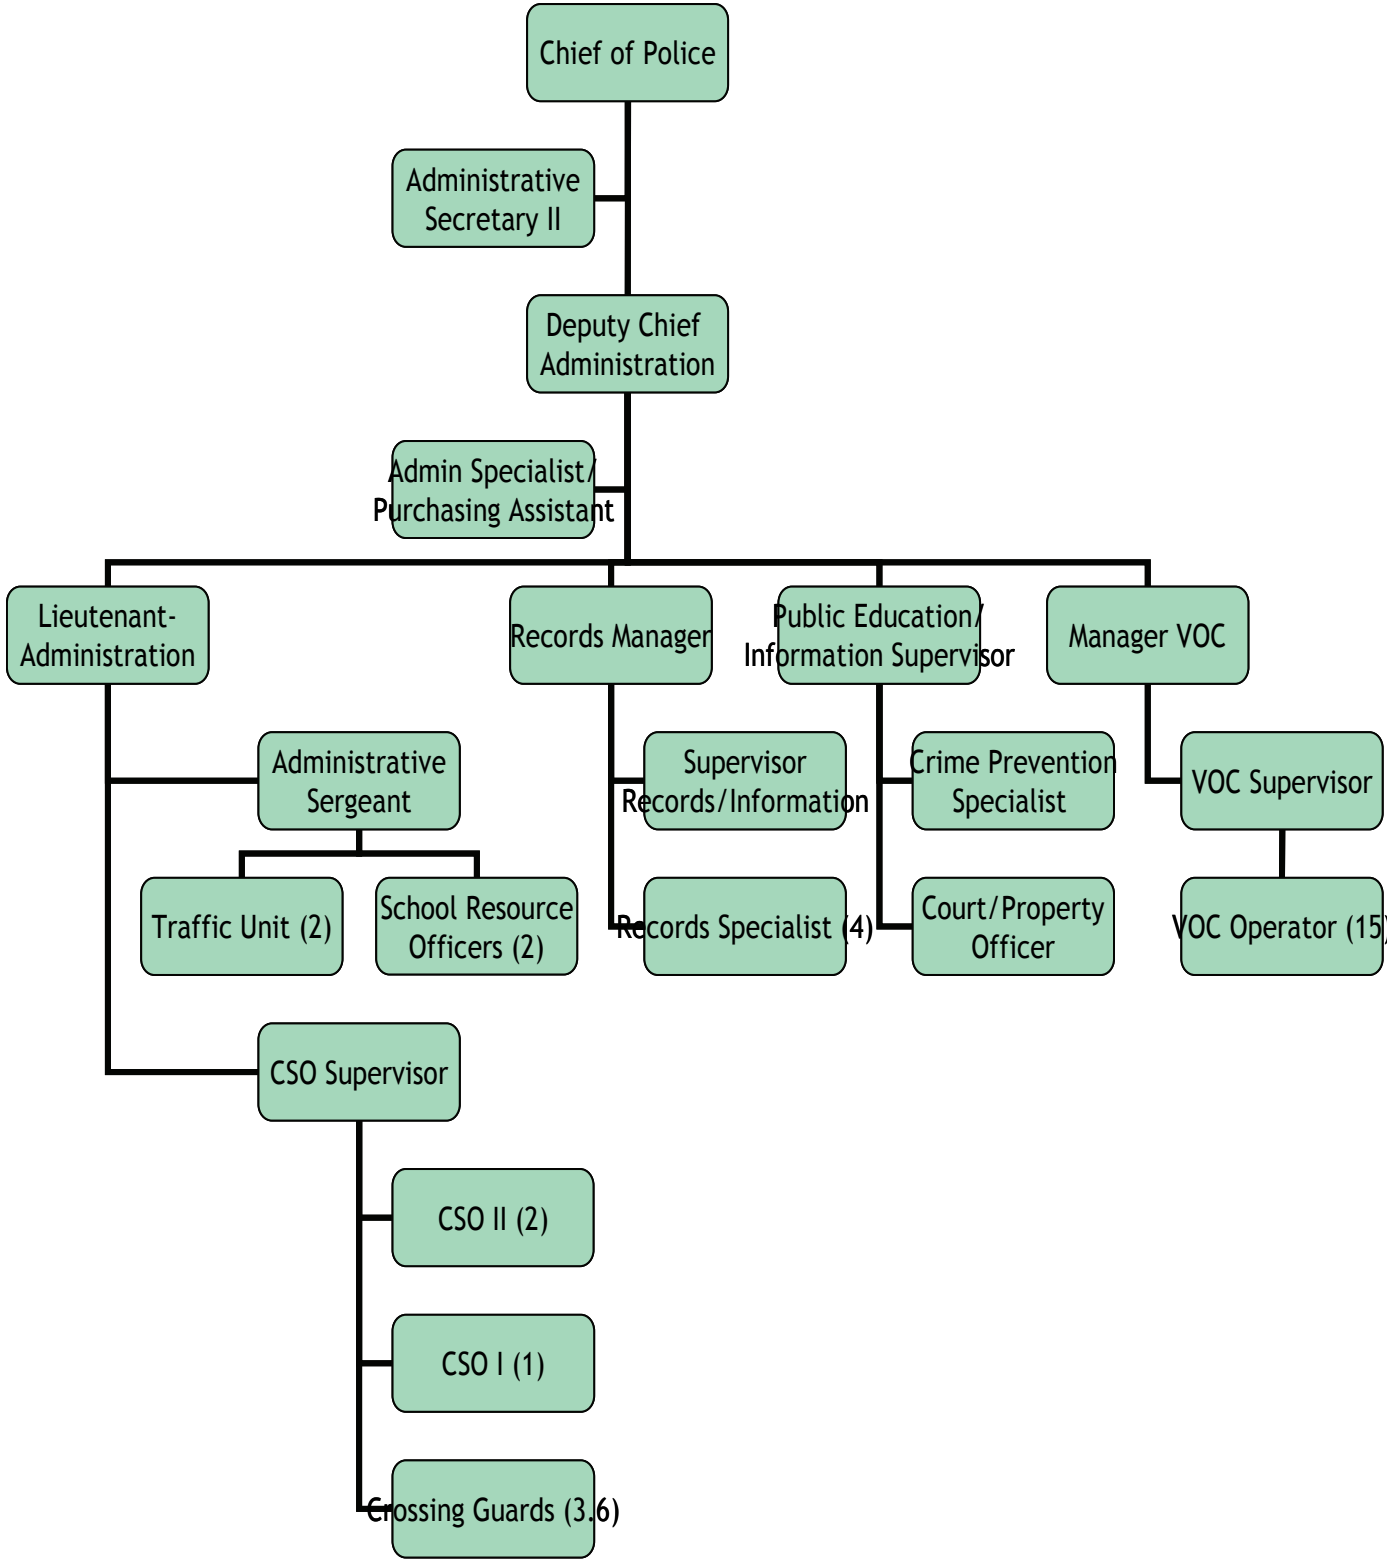 Chief of Police
Administrative
Secretary II
Deputy Chief
Administration
Admin Specialist/
Purchasing Assistant
Lieutenant-
Administration
Records Manager
Public Education/
Information Supervisor
Manager VOC
Administrative
Sergeant
Supervisor
Records/Information
Crime Prevention
Specialist
VOC Supervisor
Traffic Unit (2)
School Resource
Officers (2)
Records Specialist (4)
Court/Property
Officer
VOC Operator (15)
CSO Supervisor
CSO II (2)
CSO I (1)
Crossing Guards (3.6)